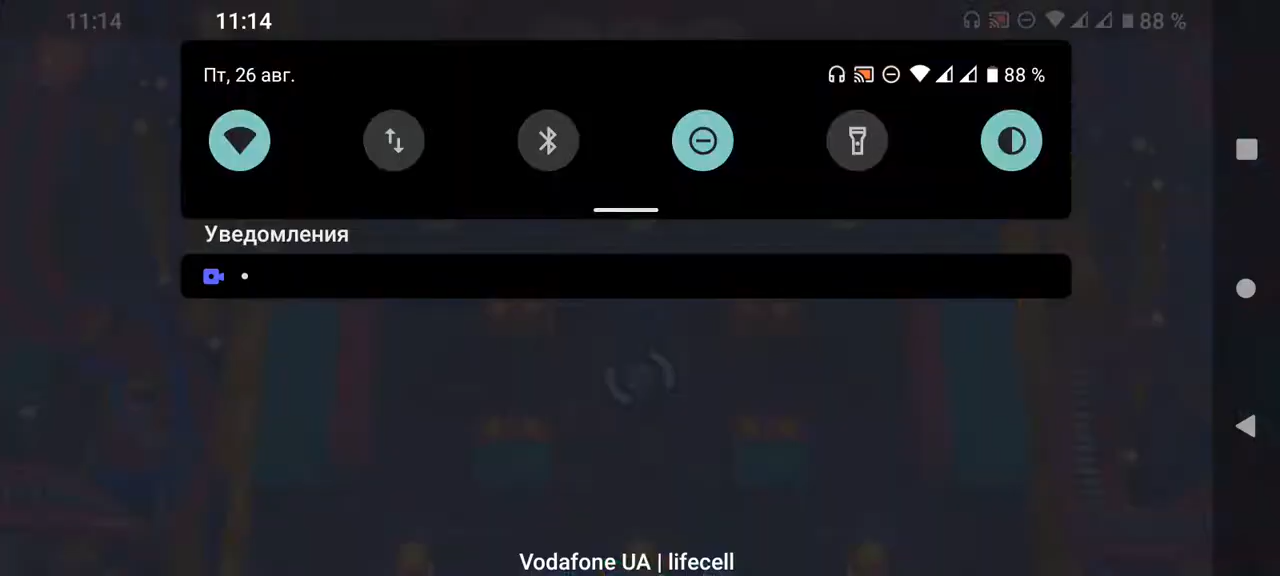 11:14
11:14
88 %
Пт, 26 авг.
88 %
Уведомления
Vodafone UA | lifecell